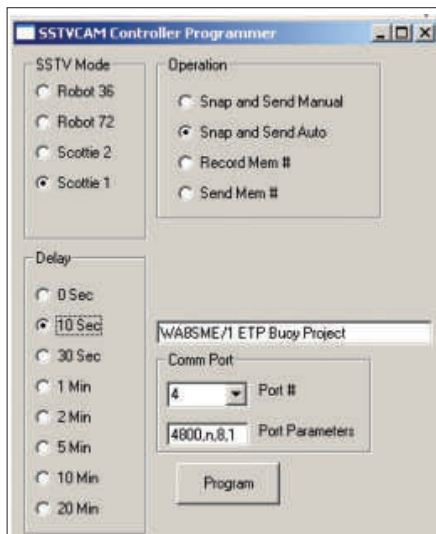 SSTVCAM Controller Programmer
SSTV Mode
Robot 36
Robot 72
Scottie 2
Scottie 1
Operation
Snap and Send Manual
Snap and Send Auto
Record Mem #
Send Mem #
Delay
0 Sec
10 Sec
30 Sec
1 Min
2 Min
5 Min
10 Min
20 Min
WA8SME/1 ETP Buoy Project
Comm Port
4 Port #
4800,n,8,1 Port Parameters
Program